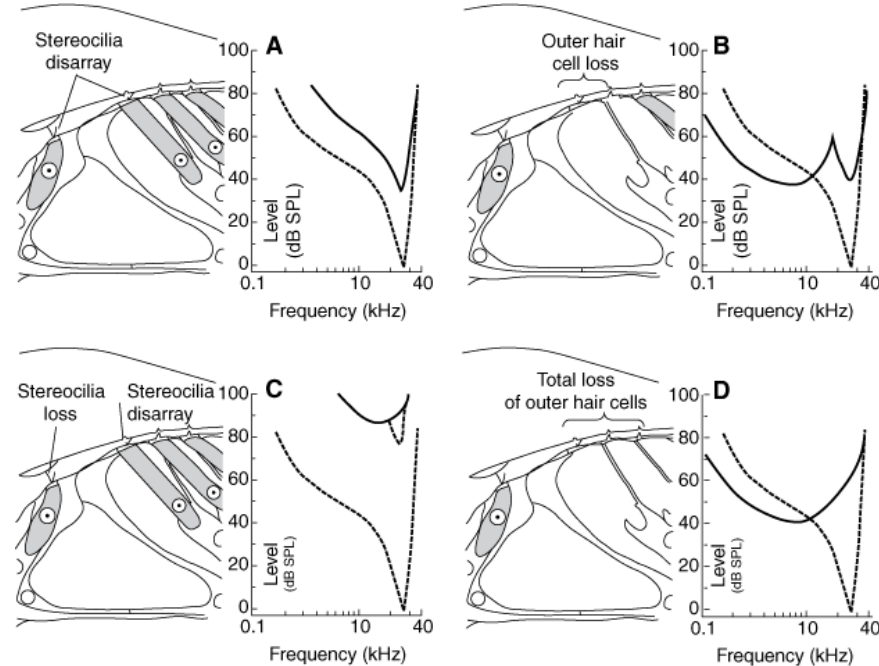 A
Stereocilia
disarray
100
80
60
40
20
0
Level
(dB SPL)
0.1
10
40
Frequency (kHz)
B
Outer hair
cell loss
100
80
60
40
20
0
Level
(dB SPL)
0.1
10
40
Frequency (kHz)
C
Stereocilia
loss
Stereocilia
disarray
100
80
60
40
20
0
Level
(dB SPL)
0.1
10
40
Frequency (kHz)
D
Total loss
of outer hair cells
100
80
60
40
20
0
Level
(dB SPL)
0.1
10
40
Frequency (kHz)